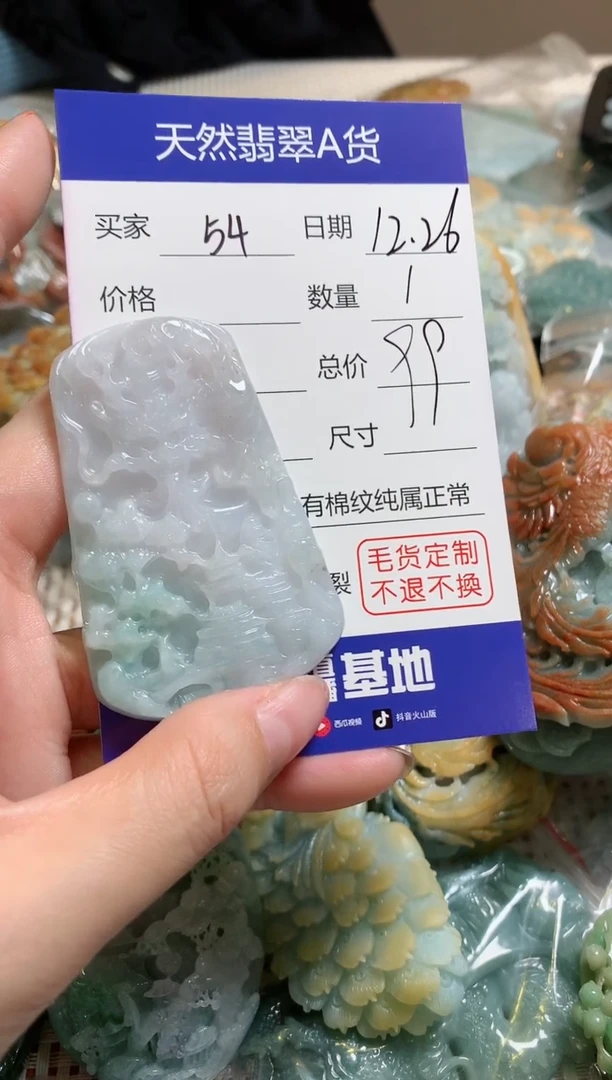 天然翡翠A货
买家 54 日期 12.26
价格 数量 1
总价 99
尺寸
有棉纹纯属正常
裂 毛货定制
不退不换
基地
西瓜视频 抖音火山版